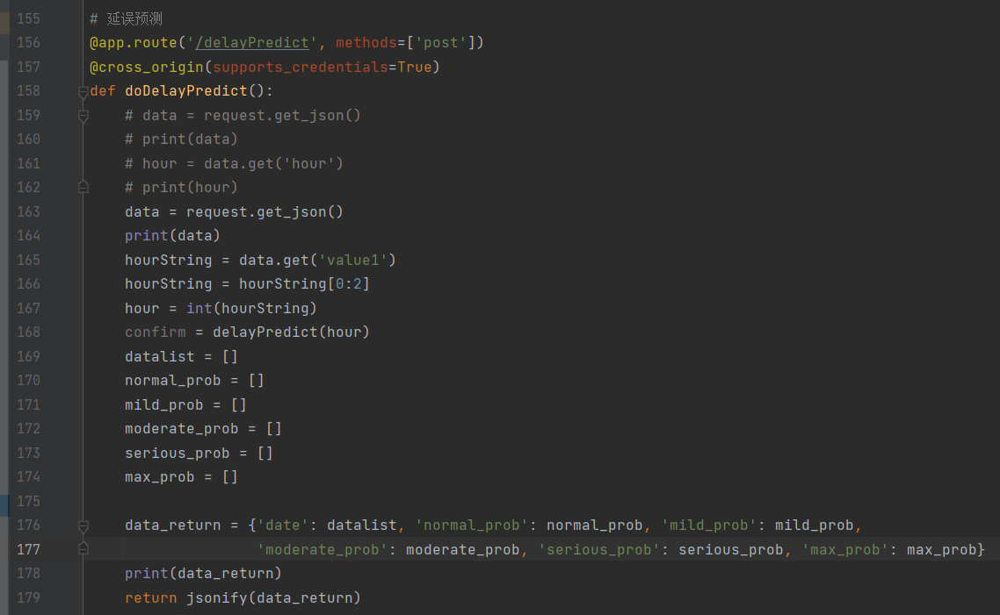 155 # 延误预测
156 @app.route('/delayPredict', methods=['post'])
157 @cross_origin(supports_credentials=True)
158 def doDelayPredict():
159     # data = request.get_json()
160     # print(data)
161     # hour = data.get('hour')
162     # print(hour)
163     data = request.get_json()
164     print(data)
165     hourString = data.get('value1')
166     hourString = hourString[0:2]
167     hour = int(hourString)
168     confirm = delayPredict(hour)
169     datalist = []
170     normal_prob = []
171     mild_prob = []
172     moderate_prob = []
173     serious_prob = []
174     max_prob = []
175
176     data_return = {'date': datalist, 'normal_prob': normal_prob, 'mild_prob': mild_prob,
177                    'moderate_prob': moderate_prob, 'serious_prob': serious_prob, 'max_prob': max_prob}
178     print(data_return)
179     return jsonify(data_return)